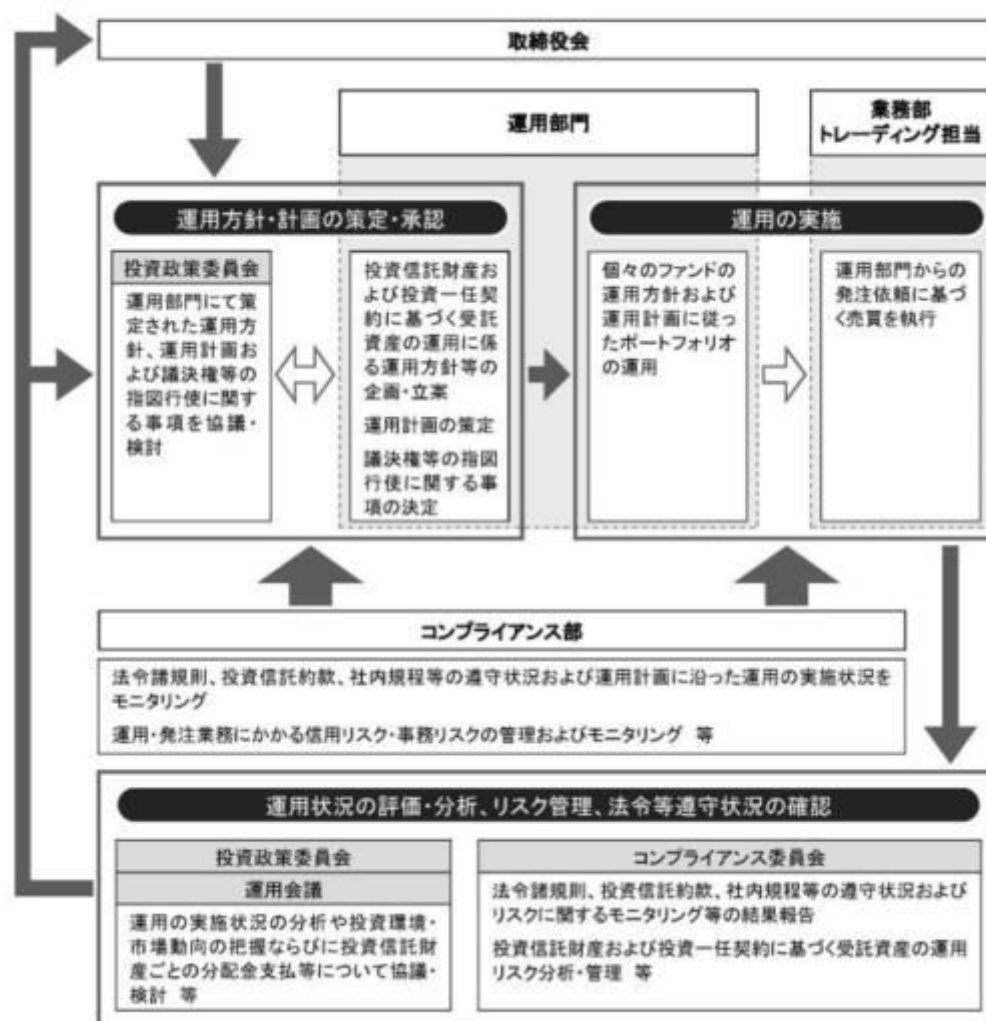 取締役会
運用部門
業務部
トレーディング担当
運用方針・計画の策定・承認
投資政策委員会
運用部門にて策
定された運用方
針、運用計画お
よび議決権等の
指図行使に関す
る事項を協議・
検討
投資信託財産お
よび投資一任契
約に基づく受託
資産の運用に係
る運用方針等の
企画・立案
運用計画の策定
議決権等の指図
行使に関する事
項の決定
運用の実施
個々のファンドの
運用方針および
運用計画に従っ
たポートフォリオ
の運用
運用部門からの
発注依頼に基づ
く売買を執行
コンプライアンス部
法令諸規則、投資信託約款、社内規程等の遵守状況および運用計画に沿った運用の実施状況を
モニタリング
運用・発注業務にかかる信用リスク・事務リスクの管理およびモニタリング 等
運用状況の評価・分析、リスク管理、法令等遵守状況の確認
投資政策委員会
運用会議
運用の実施状況の分析や投資環境・
市場動向の把握ならびに投資信託財
産ごとの分配金支払等について協議・
検討 等
コンプライアンス委員会
法令諸規則、投資信託約款、社内規程等の遵守状況および
リスクに関するモニタリング等の結果報告
投資信託財産および投資一任契約に基づく受託資産の運用
リスク分析・管理 等